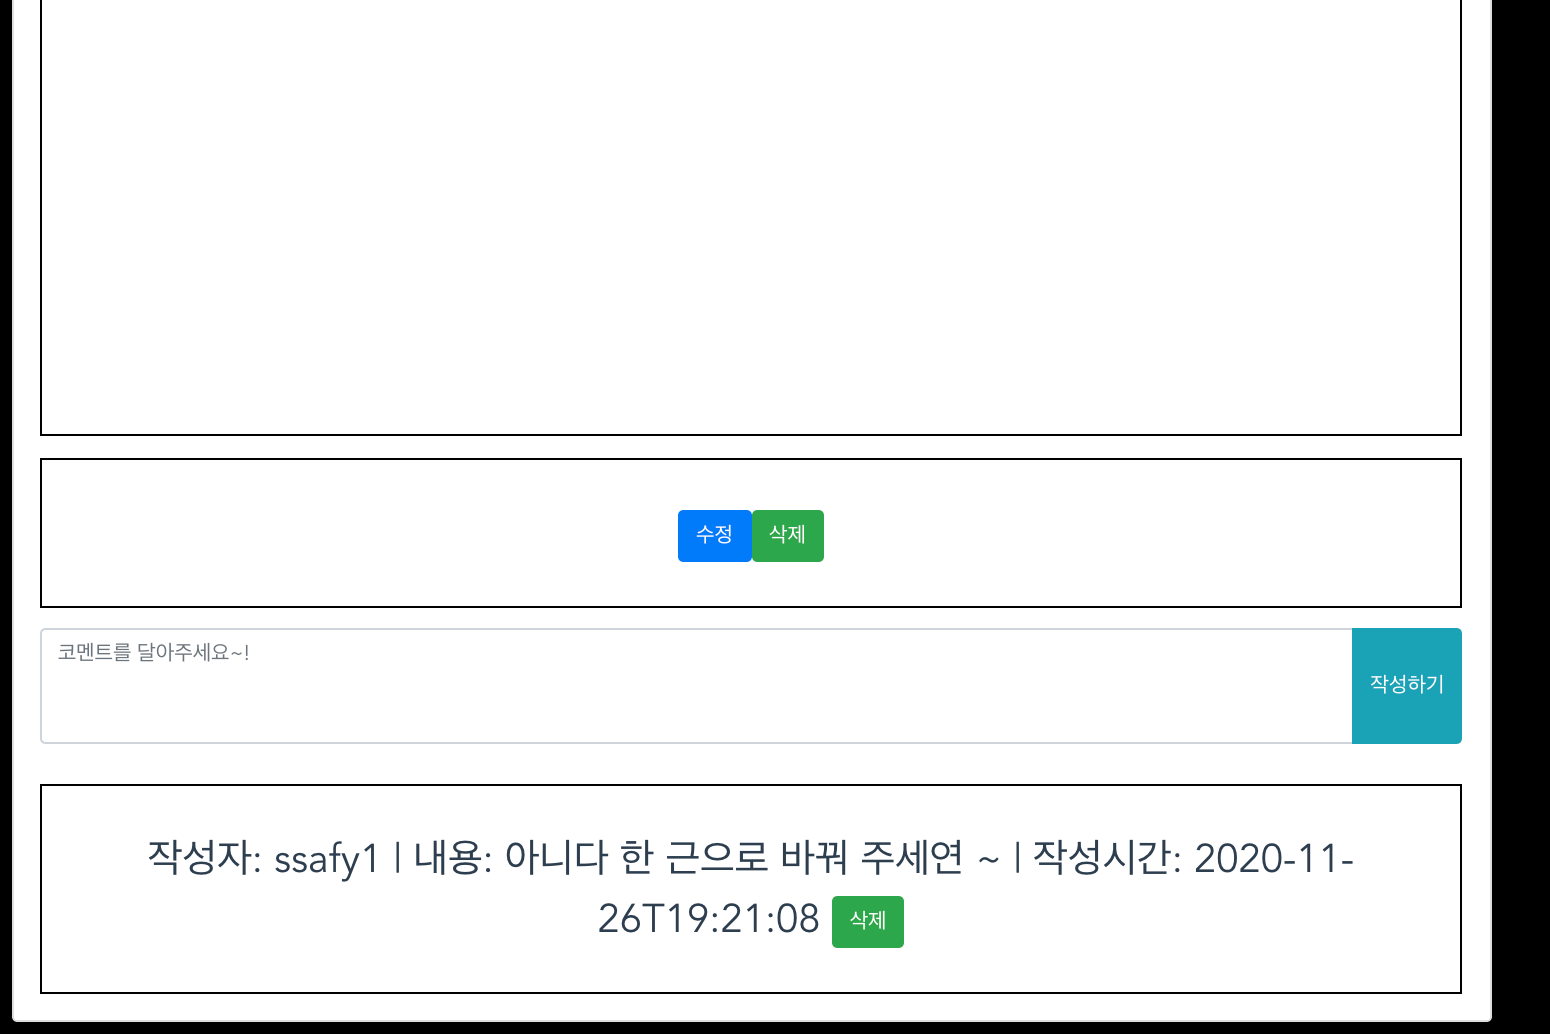 수정 삭제
코멘트를 달아주세요~!
작성하기
작성자: ssafy1 | 내용: 아니다 한 근으로 바꿔 주세연 ~ | 작성시간: 2020-11-
26T19:21:08 삭제